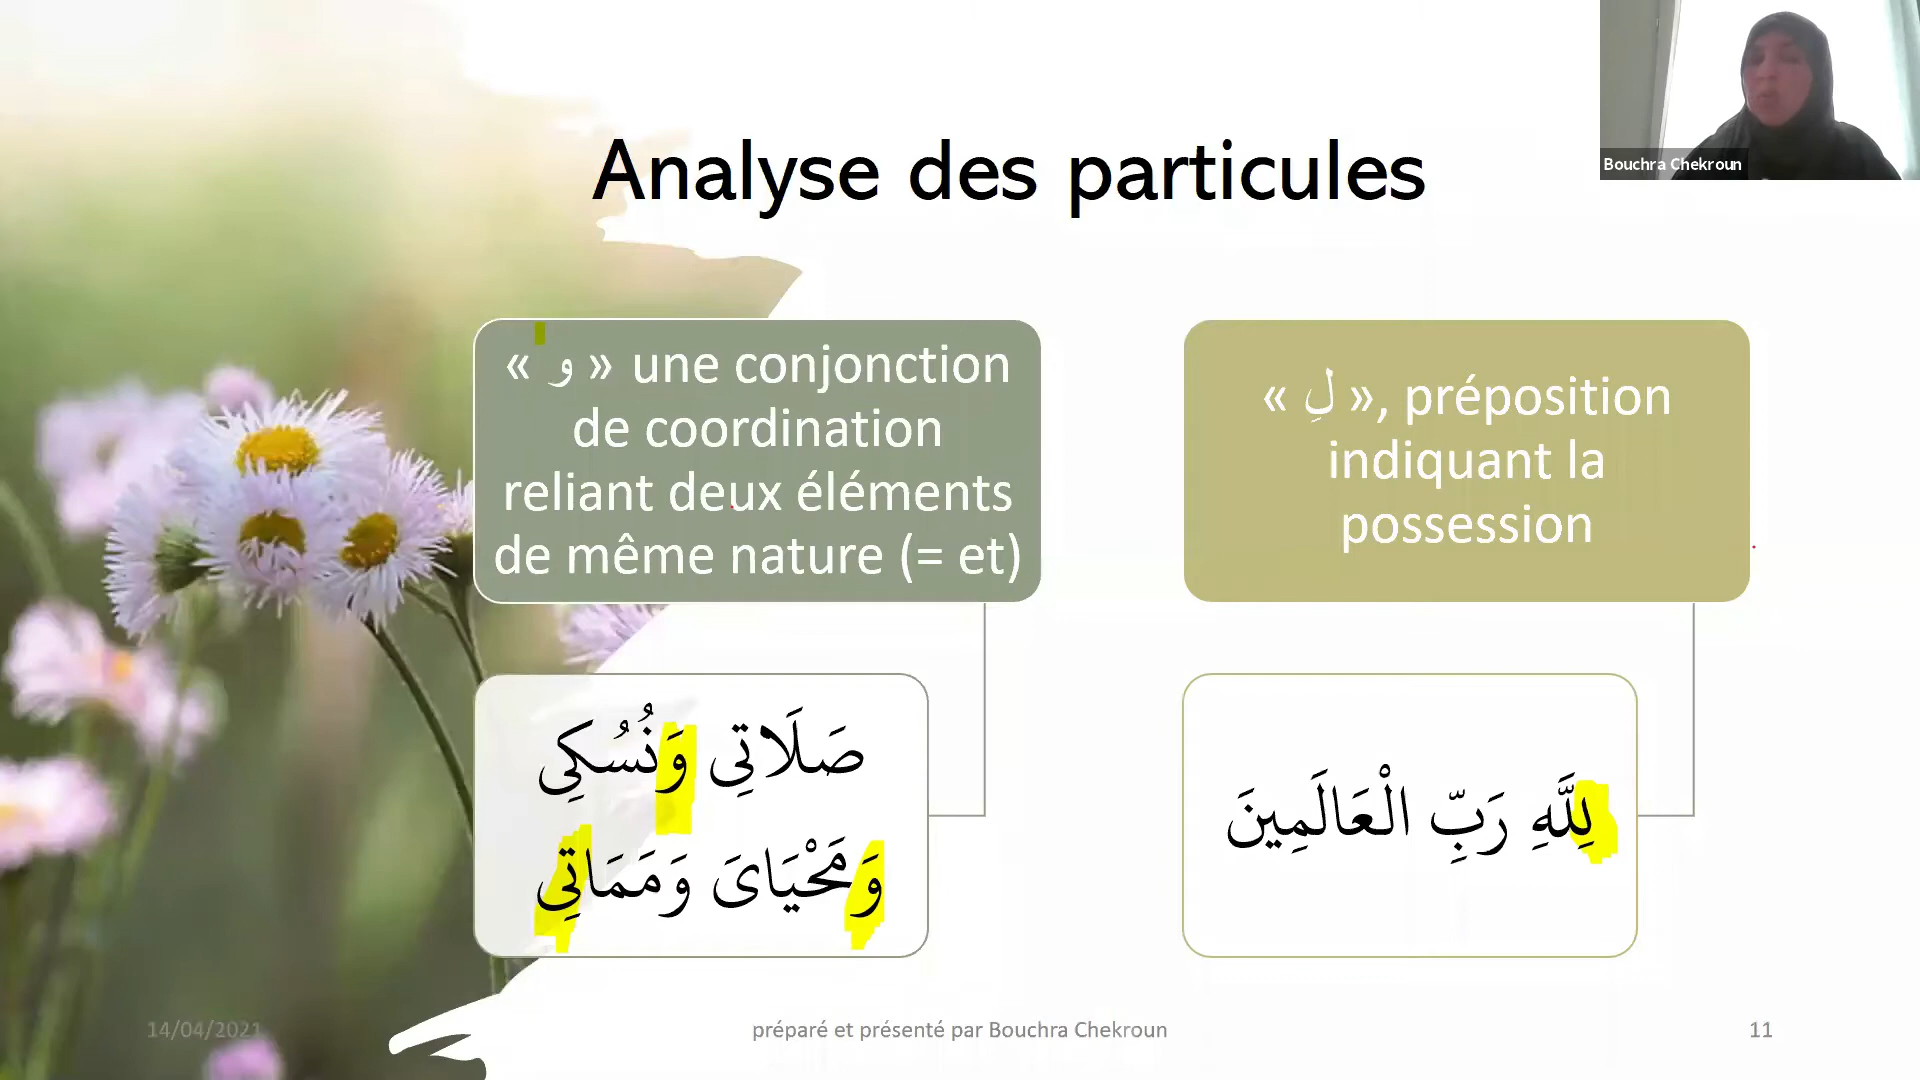 Bouchra Chekroun
Analyse des particules
« و » une conjonction
de coordination
reliant deux éléments
de même nature (= et)
« لِ », préposition
indiquant la
possession
صَلَاتِى وَنُسُكِى
وَمَحْيَاىَ وَمَمَاتِى
لِلَّهِ رَبِّ الْعَالَمِينَ
14/04/2021
préparé et présenté par Bouchra Chekroun
11